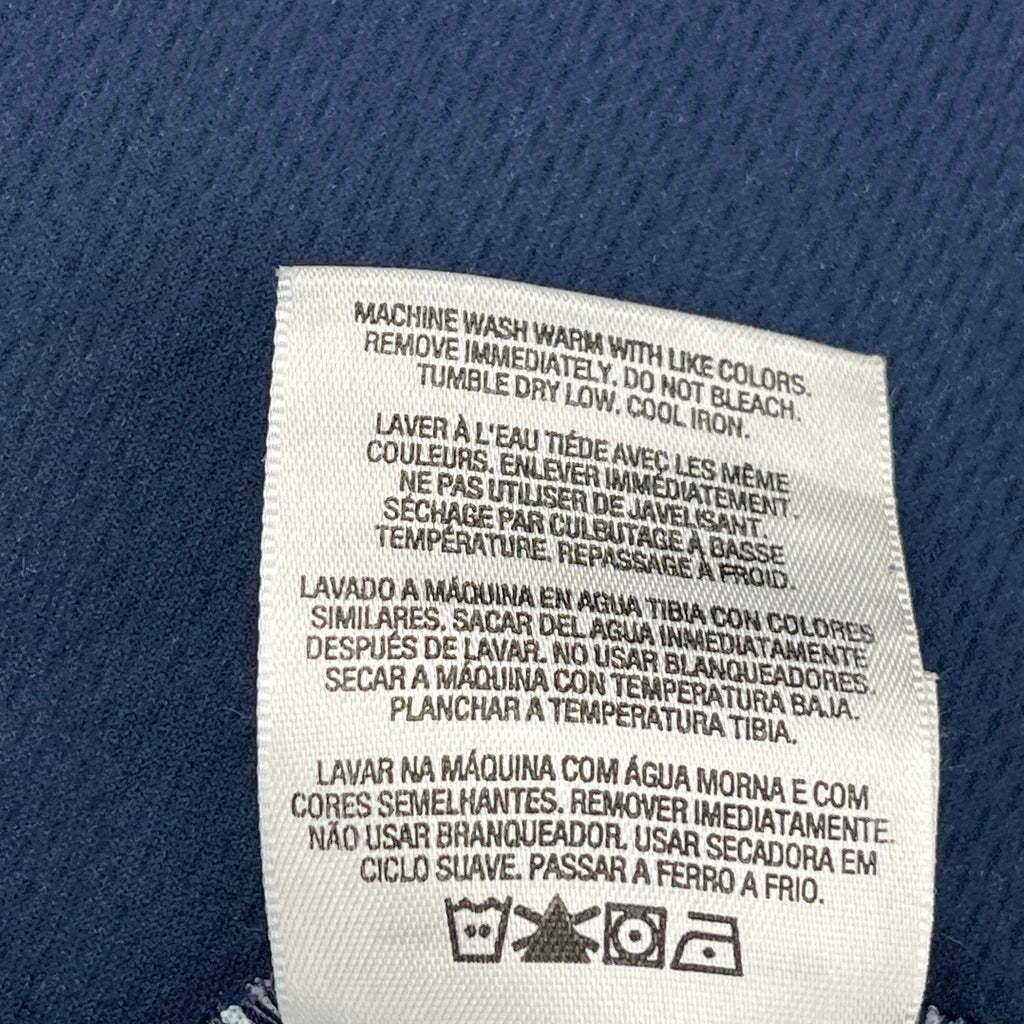 MACHINE WASH WARM WITH LIKE COLORS.
REMOVE IMMEDIATELY. DO NOT BLEACH.
TUMBLE DRY LOW. COOL IRON.
LAVER À L'EAU TIÉDE AVEC LES MÊME
COULEURS. ENLEVER IMMÉDIATEMENT.
NE PAS UTILISER DE JAVELISANT.
SÉCHAGE PAR CULBUTAGE À BASSE
TEMPÉRATURE. REPASSAGE À FROID.
LAVADO A MÁQUINA EN AGUA TIBIA CON COLORES
SIMILARES. SACAR DEL AGUA INMEDIATAMENTE
DESPUÉS DE LAVAR. NO USAR BLANQUEADORES.
SECAR A MÁQUINA CON TEMPERATURA BAJA.
PLANCHAR A TEMPERATURA TIBIA.
LAVAR NA MÁQUINA COM ÁGUA MORNA E COM
CORES SEMELHANTES. REMOVER IMEDIATAMENTE.
NÃO USAR BRANQUEADOR. USAR SECADORA EM
CICLO SUAVE. PASSAR A FERRO A FRIO.